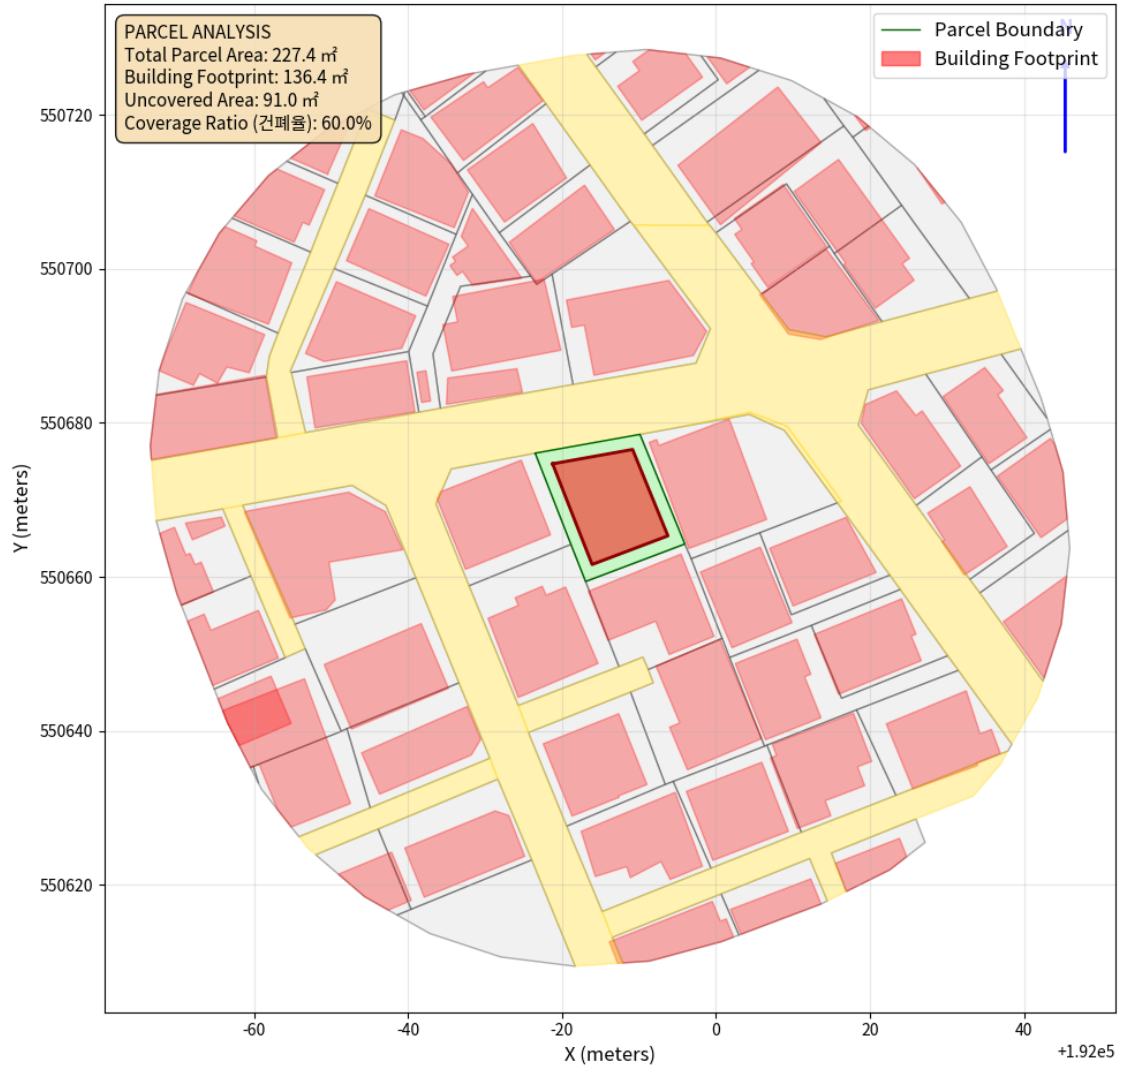 PARCEL ANALYSIS
Total Parcel Area: 227.4 ㎡
Building Footprint: 136.4 ㎡
Uncovered Area: 91.0 ㎡
Coverage Ratio (건폐율): 60.0%
N
Parcel Boundary
Building Footprint
550720
550700
550680
550660
550640
550620
Y (meters)
-60
-40
-20
0
20
40
X (meters)
+1.92e5